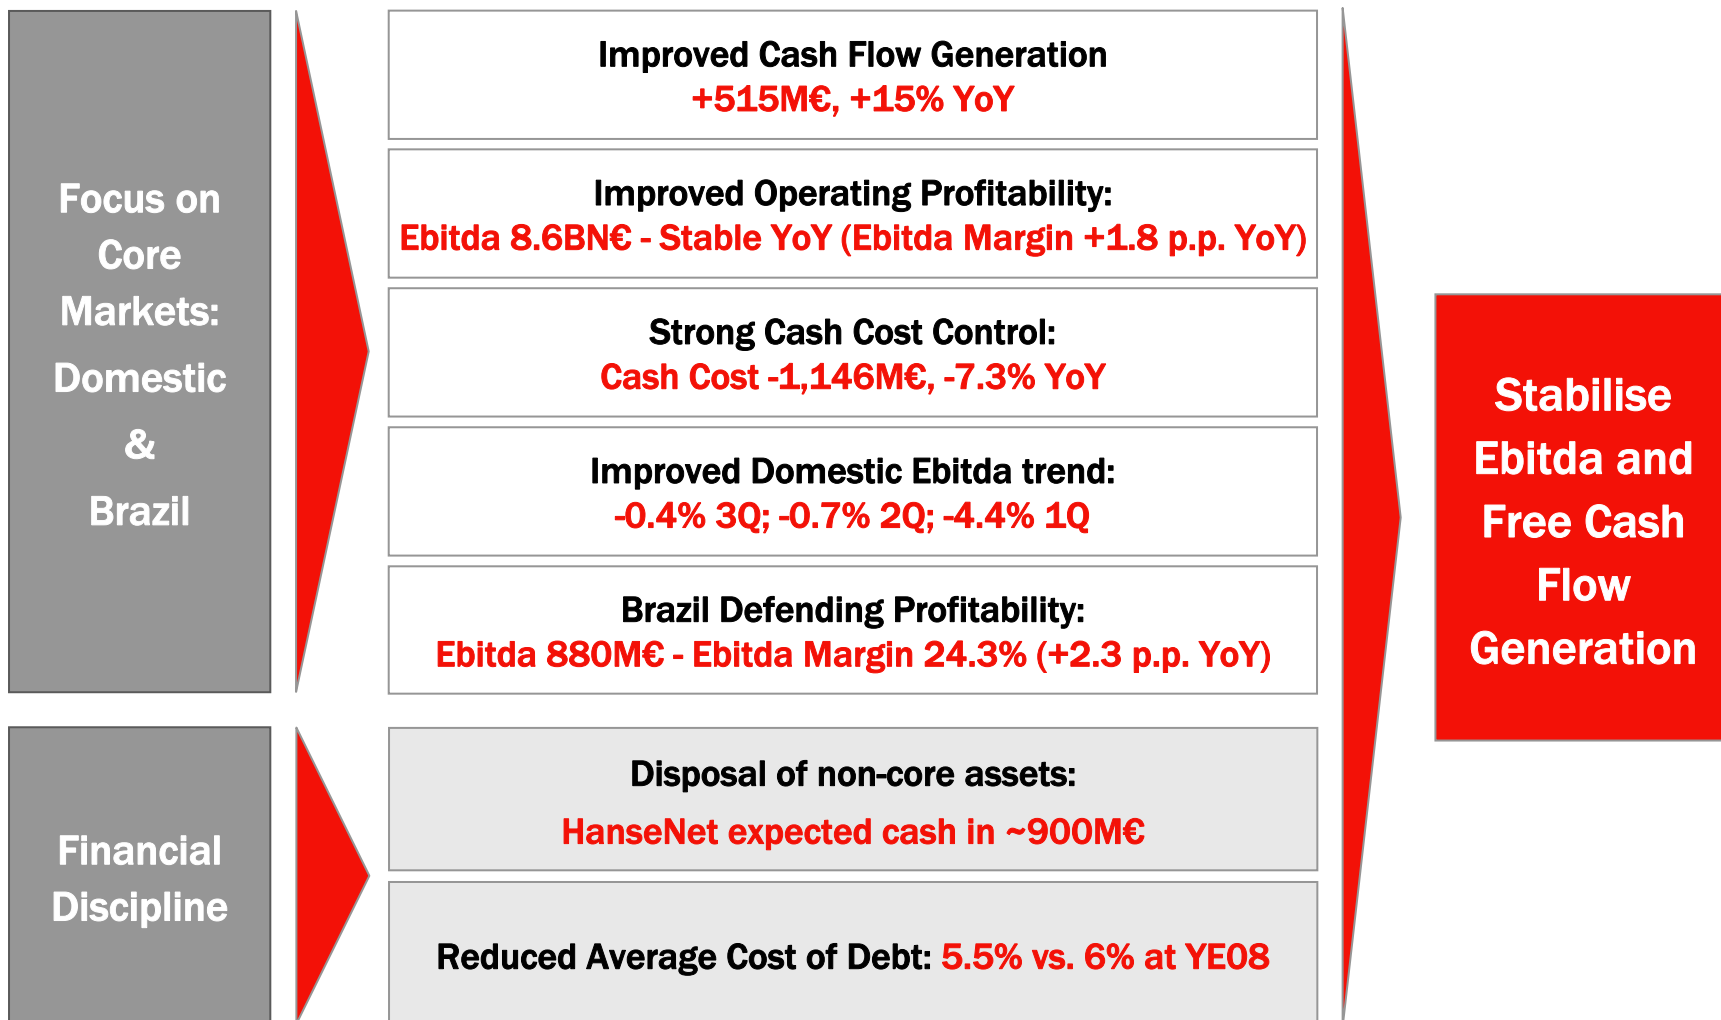 Focus on
Core
Markets:
Domestic
&
Brazil
Improved Cash Flow Generation
+515M€, +15% YoY
Improved Operating Profitability:
Ebitda 8.6BN€ - Stable YoY (Ebitda Margin +1.8 p.p. YoY)
Strong Cash Cost Control:
Cash Cost -1,146M€, -7.3% YoY
Improved Domestic Ebitda trend:
-0.4% 3Q; -0.7% 2Q; -4.4% 1Q
Brazil Defending Profitability:
Ebitda 880M€ - Ebitda Margin 24.3% (+2.3 p.p. YoY)
Financial
Discipline
Disposal of non-core assets:
HanseNet expected cash in ~900M€
Reduced Average Cost of Debt: 5.5% vs. 6% at YE08
Stabilise
Ebitda and
Free Cash
Flow
Generation